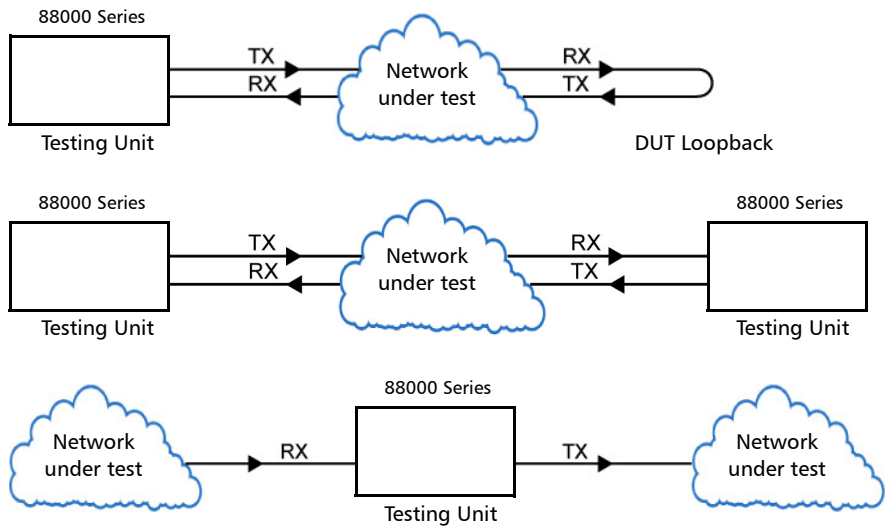 88000 Series
TX
RX
Network
under test
RX
TX
Testing Unit
DUT Loopback
88000 Series
88000 Series
TX
RX
Network
under test
RX
TX
Testing Unit
Testing Unit
88000 Series
Network
under test
RX
TX
Network
under test
Testing Unit